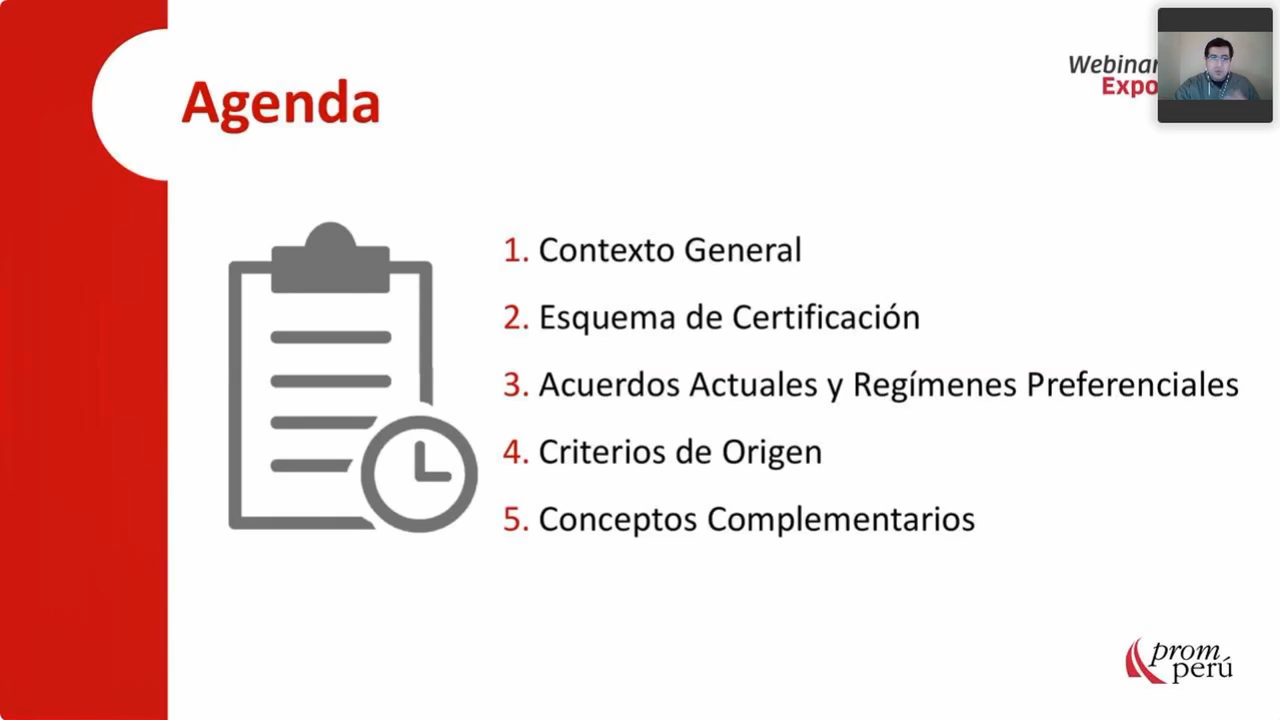 Agenda
Webinar
Expo
1. Contexto General
2. Esquema de Certificación
3. Acuerdos Actuales y Regímenes Preferenciales
4. Criterios de Origen
5. Conceptos Complementarios
prom
perú